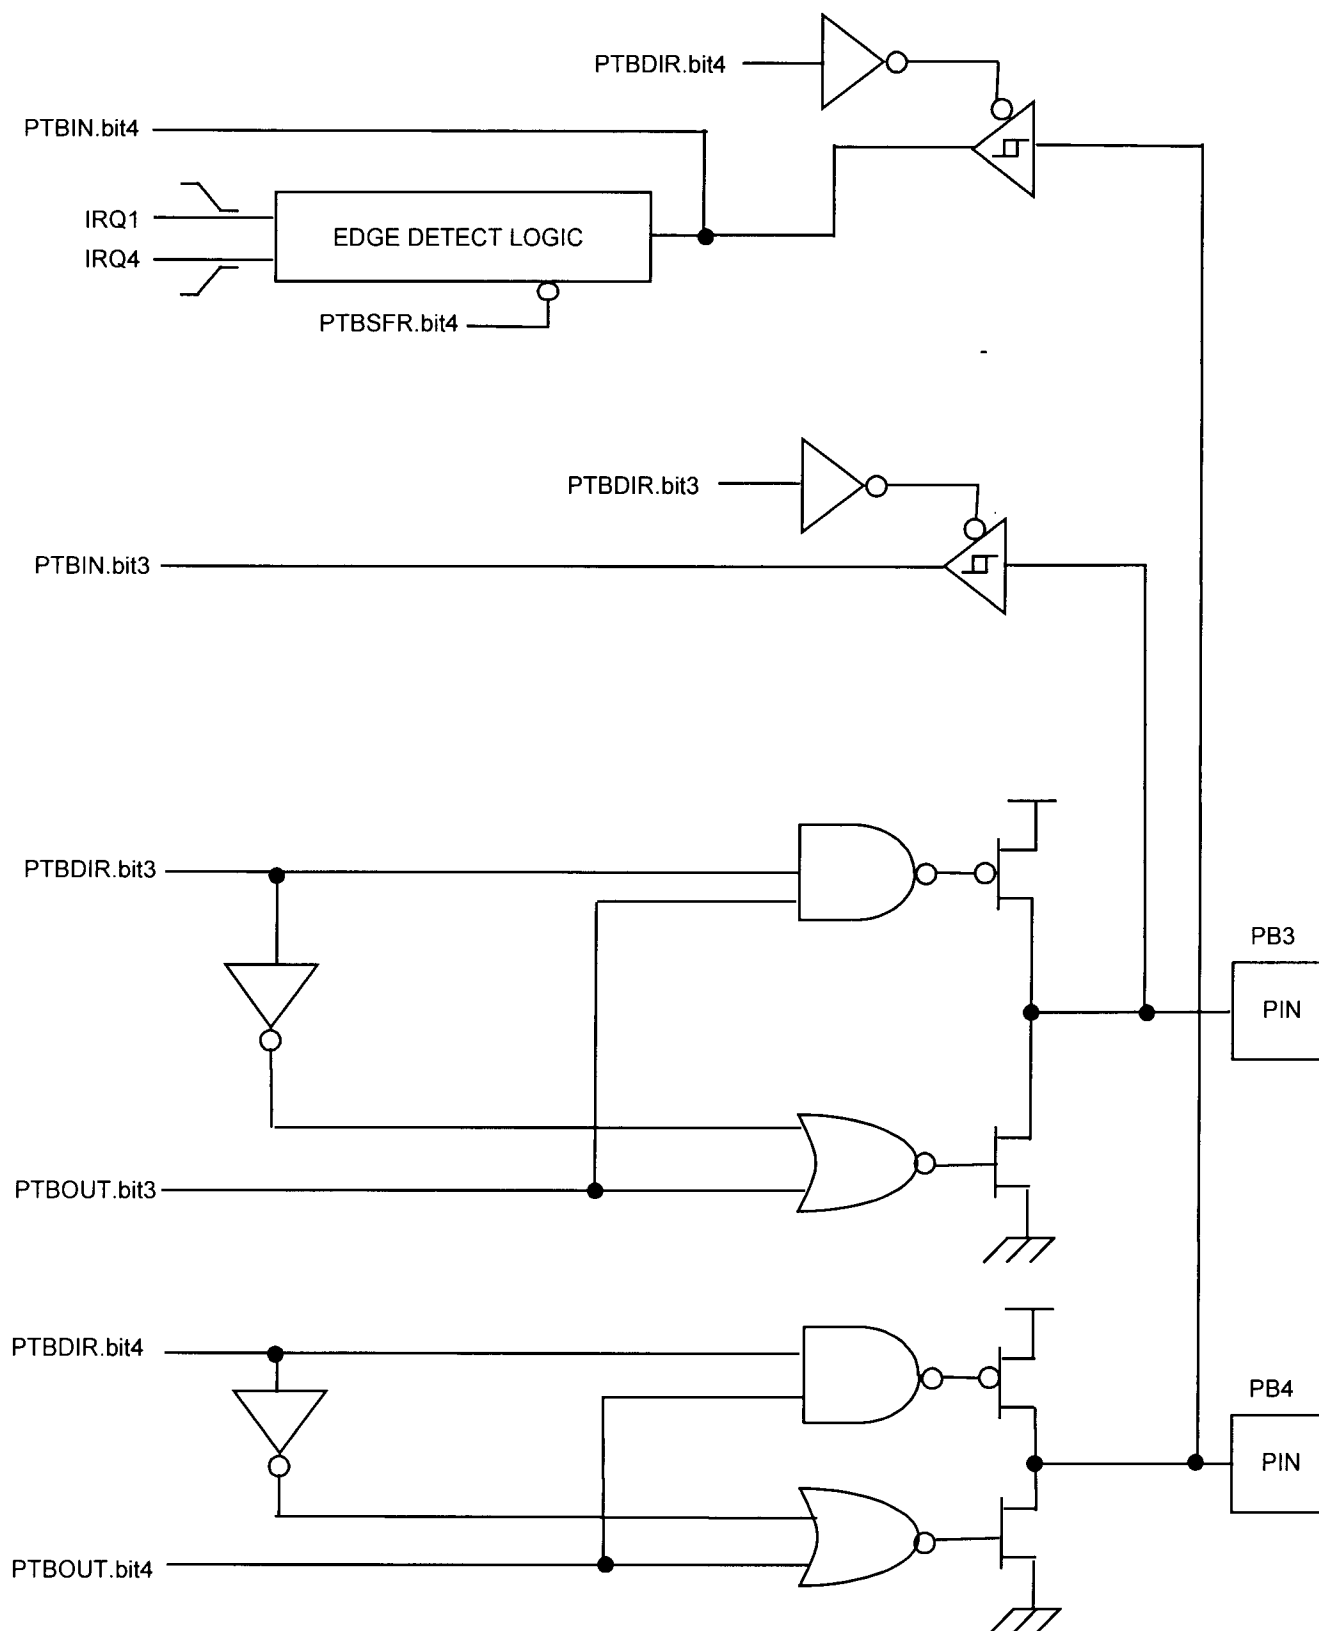 PTBDIR.bit4
PTBIN.bit4
IRQ1
EDGE DETECT LOGIC
IRQ4
PTBSFR.bit4
PTBDIR.bit3
PTBIN.bit3
PTBDIR.bit3
PB3
PIN
PTBOUT.bit3
PTBDIR.bit4
PB4
PIN
PTBOUT.bit4